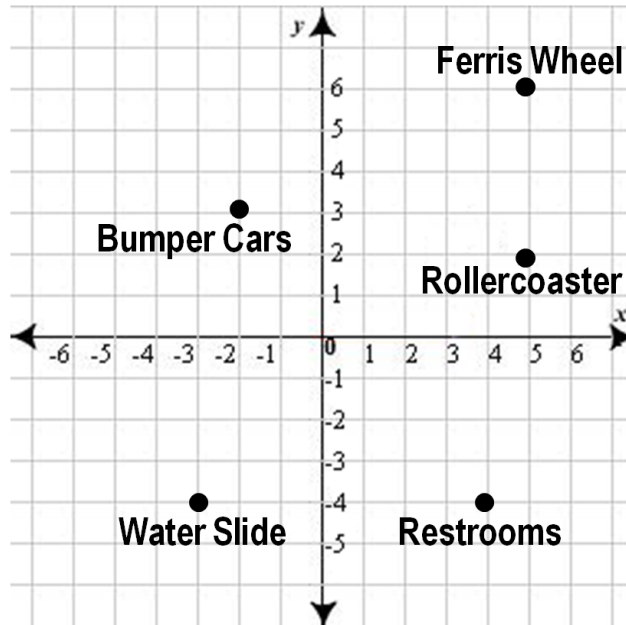 y
Ferris Wheel
6
5
4
3
Bumper Cars
2
Rollercoaster
1
x
-6 -5 -4 -3 -2 -1 0 1 2 3 4 5 6
-1
-2
-3
-4
Water Slide
Restrooms
-5